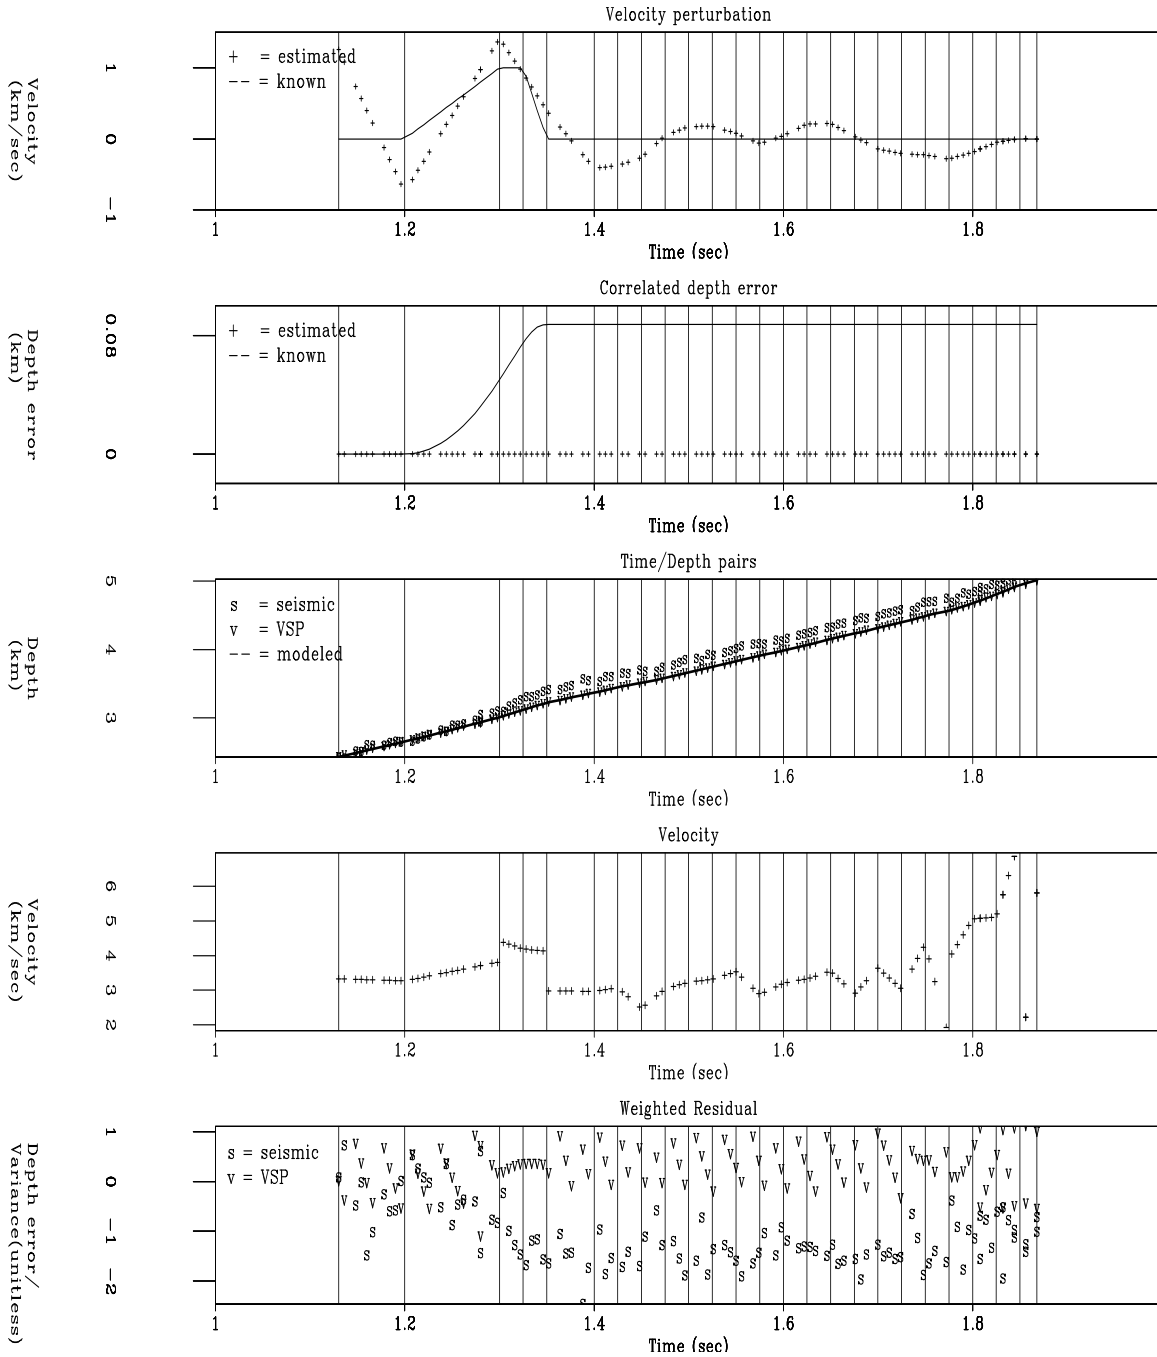 Velocity perturbation
+ = estimated
-- = known
Velocity
(km/sec)
1
0
-1
1 1.2 1.4 1.6 1.8
Time (sec)
Correlated depth error
+ = estimated
-- = known
Depth error
(km)
0.08
0
1 1.2 1.4 1.6 1.8
Time (sec)
Time/Depth pairs
s = seismic
v = VSP
-- = modeled
Depth
(km)
5
4
3
1 1.2 1.4 1.6 1.8
Time (sec)
Velocity
Velocity
(km/sec)
6
5
4
3
2
1 1.2 1.4 1.6 1.8
Time (sec)
Weighted Residual
s = seismic
v = VSP
Depth error/
Variance(unitless)
1
0
-1
-2
1 1.2 1.4 1.6 1.8
Time (sec)